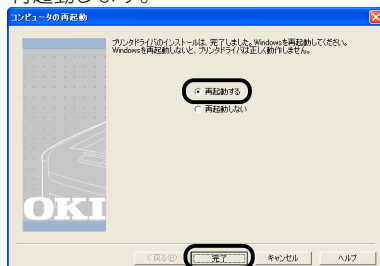 再起動します。
コンピュータの再起動
プリンタドライバのインストールは、完了しました。Windowsを再起動してください。
Windowsを再起動しないと、プリンタドライバは正しく動作しません。
再起動する
再起動しない
OKI
< 戻る(B)
完了
キャンセル
ヘルプ